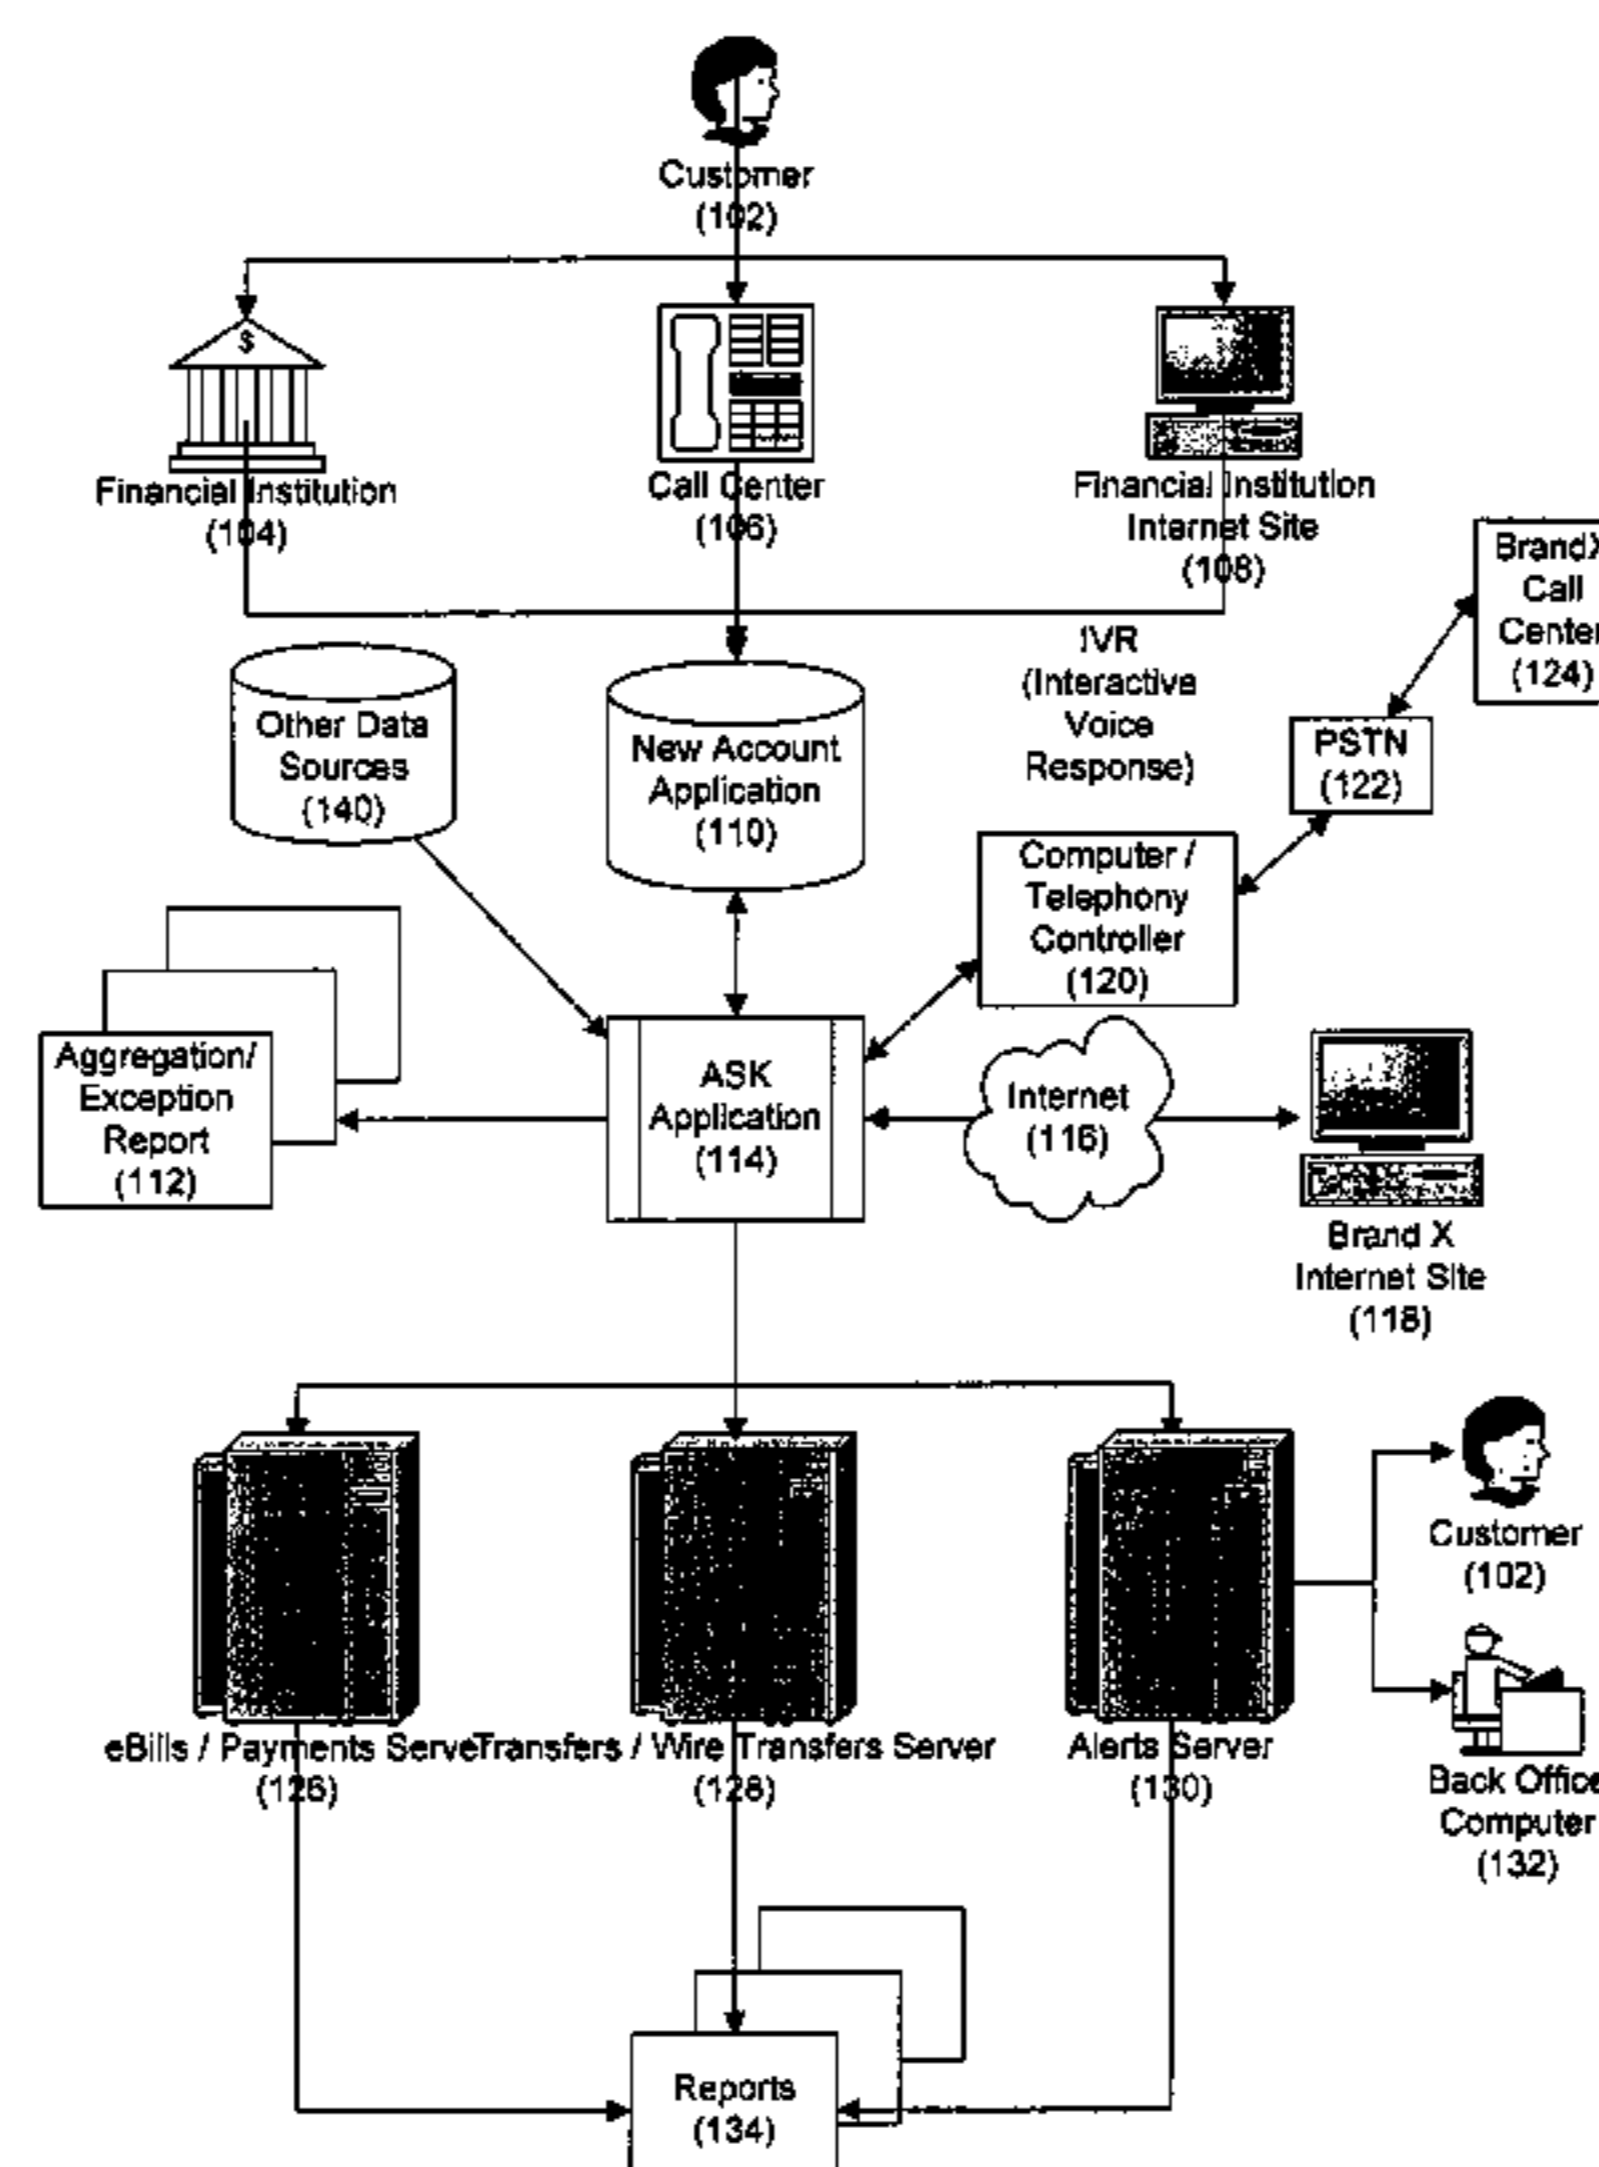 Customer
(102)
$
Financial Institution
(104)
Call Center
(106)
Financial Institution
Internet Site
(108)
BrandX
Call
Center
(124)
IVR
(Interactive
Voice
Response)
PSTN
(122)
Other Data
Sources
(140)
New Account
Application
(110)
Computer /
Telephony
Controller
(120)
Aggregation/
Exception
Report
(112)
ASK
Application
(114)
Internet
(116)
Brand X
Internet Site
(118)
Customer
(102)
eBills / Payments Serve
(126)
Transfers / Wire Transfers Server
(128)
Alerts Server
(130)
Back Office
Computer
(132)
Reports
(134)